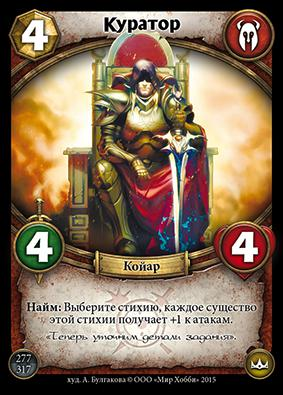 Куратор
4
4
Койар
4
Найм: Выберите стихию, каждое существо
этой стихии получает +1 к атакам.
«Теперь уточним детали задания».
277
317
худ. А. Булгакова © ООО «Мир Хобби» 2015